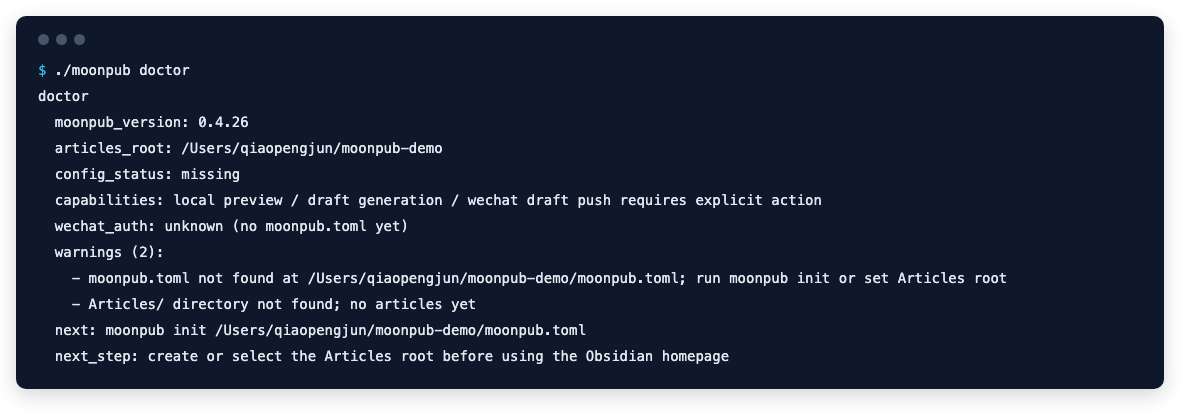 $ ./moonpub doctor
doctor
moonpub_version: 0.4.26
articles_root: /Users/qiaopengjun/moonpub-demo
config_status: missing
capabilities: local preview / draft generation / wechat draft push requires explicit action
wechat_auth: unknown (no moonpub.toml yet)
warnings (2):
- moonpub.toml not found at /Users/qiaopengjun/moonpub-demo/moonpub.toml; run moonpub init or set Articles root
- Articles/ directory not found; no articles yet
next: moonpub init /Users/qiaopengjun/moonpub-demo/moonpub.toml
next_step: create or select the Articles root before using the Obsidian homepage